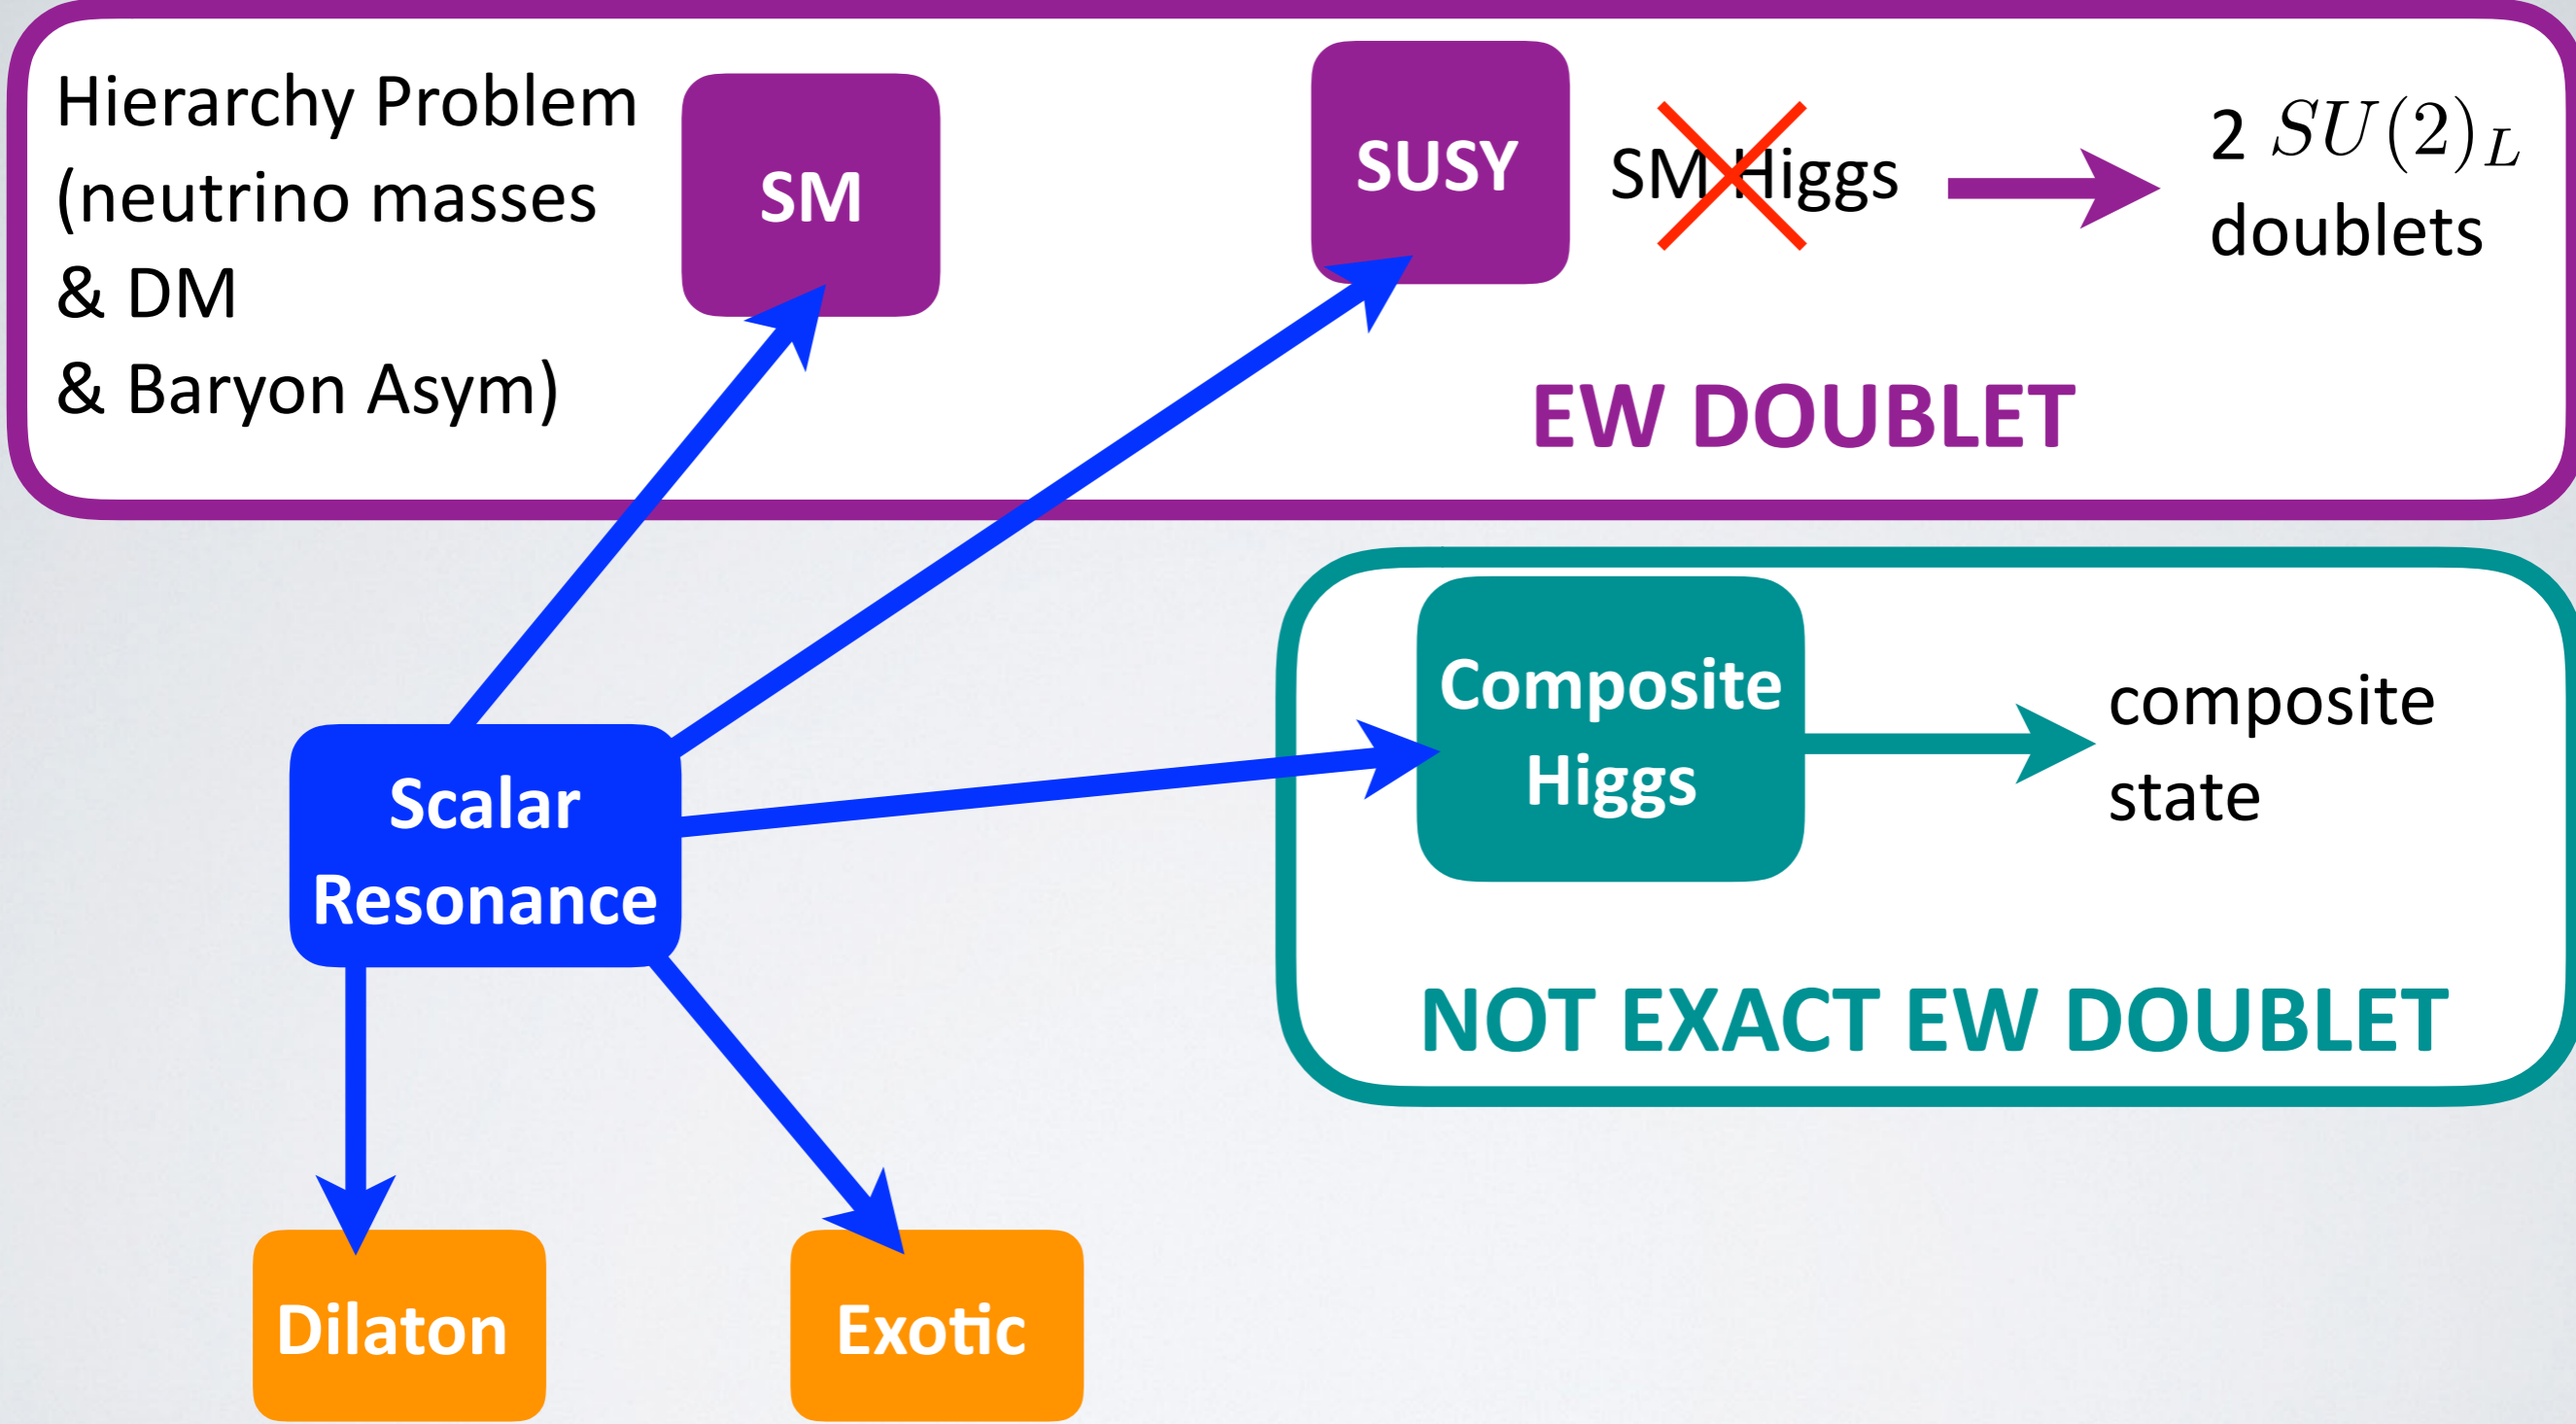 Hierarchy Problem
(neutrino masses
& DM
& Baryon Asym)
SM
SUSY
SM Higgs
2 SU(2)_L
doublets
EW DOUBLET
Composite
Higgs
composite
state
NOT EXACT EW DOUBLET
Scalar
Resonance
Dilaton
Exotic